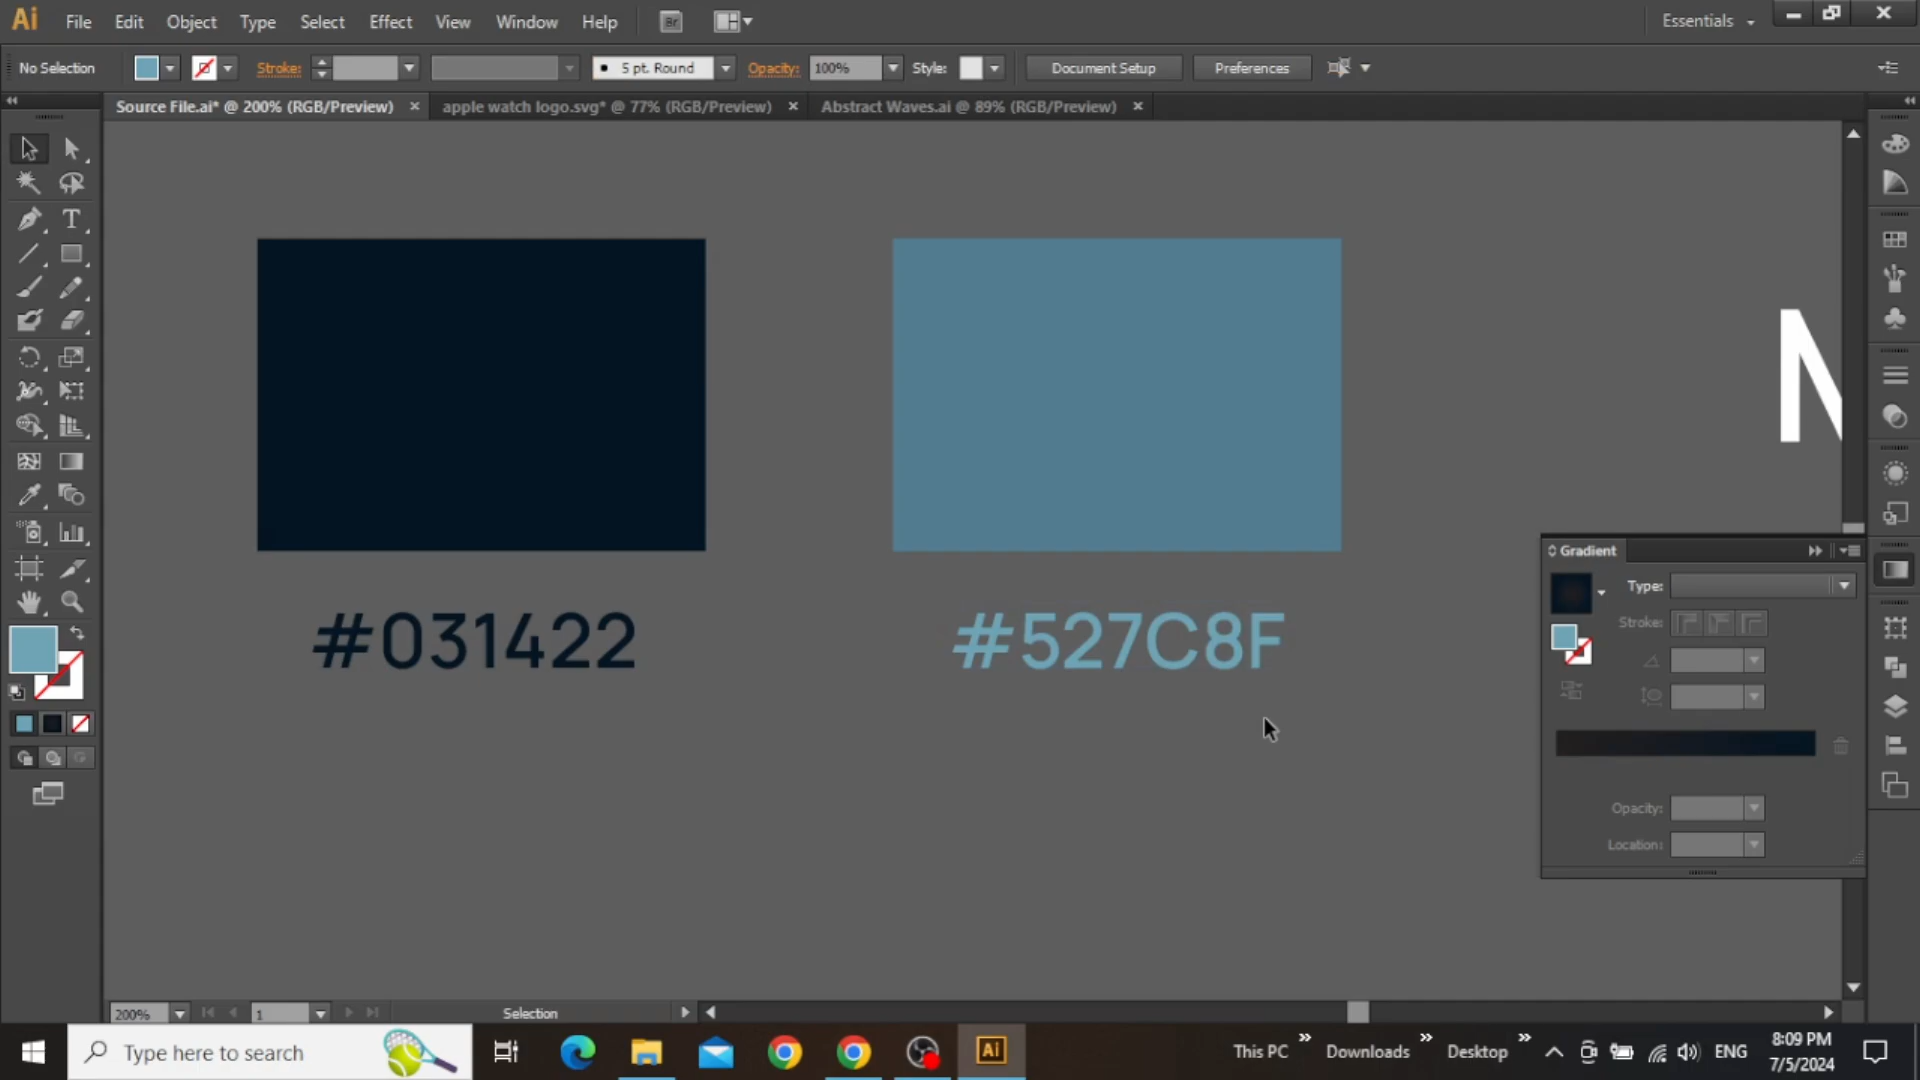 Ai File Edit Object Type Select Effect View Window Help Br Essentials
No Selection Stroke: 5 pt. Round Opacity: 100% Style: Document Setup Preferences
Source File.ai* @ 200% (RGB/Preview) apple watch logo.svg* @ 77% (RGB/Preview) Abstract Waves.ai @ 89% (RGB/Preview)
N
Gradient
Type:
Stroke:
#031422 #527C8F
Opacity:
Location:
200% 1 Selection
Type here to search Ai This PC Downloads Desktop ENG 8:09 PM
7/5/2024